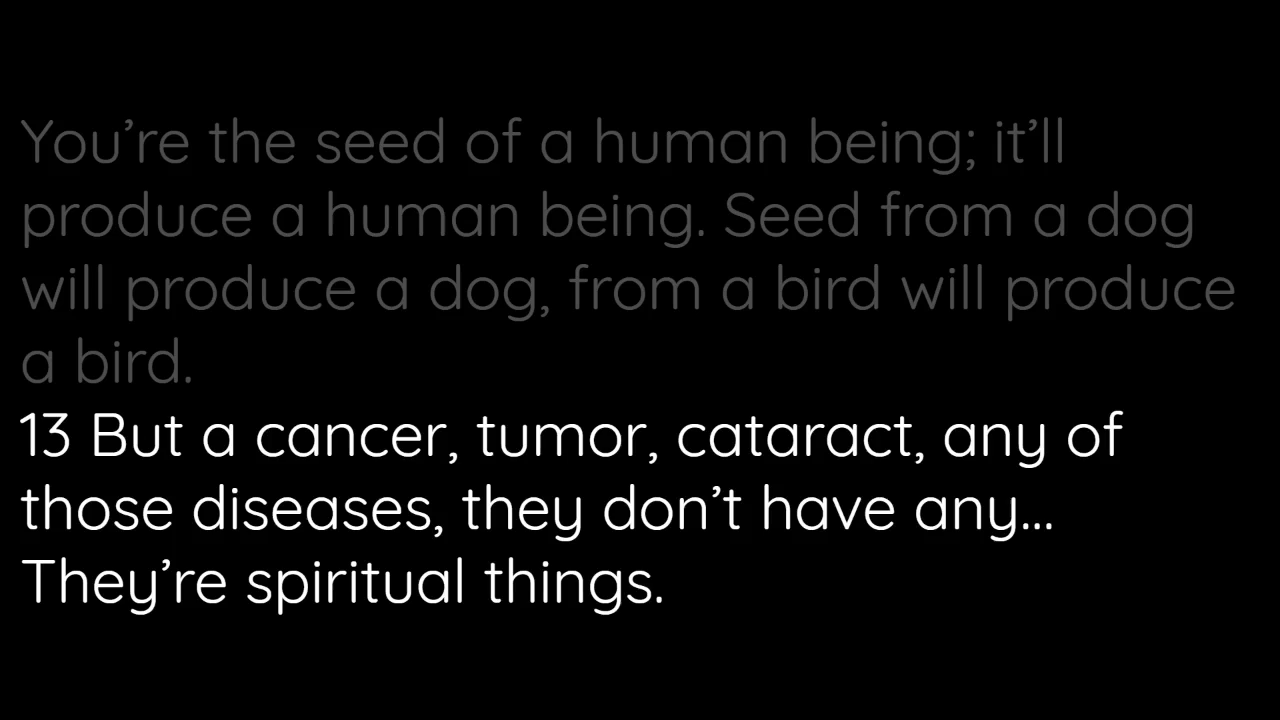 You’re the seed of a human being; it’ll
produce a human being. Seed from a dog
will produce a dog, from a bird will produce
a bird.
13 But a cancer, tumor, cataract, any of
those diseases, they don’t have any...
They’re spiritual things.